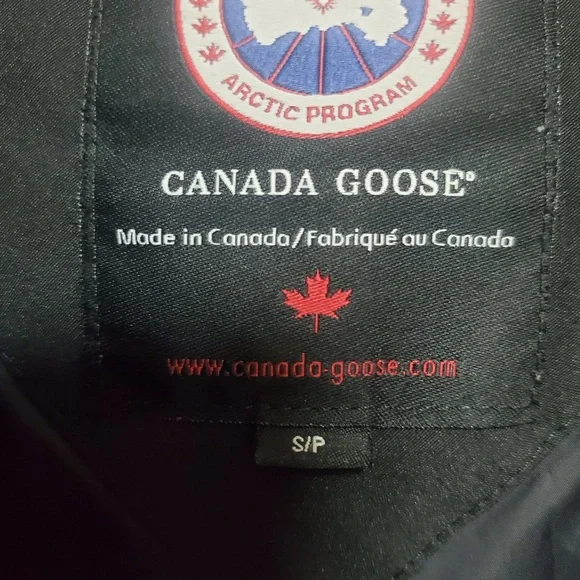 ARCTIC PROGRAM
CANADA GOOSE®
Made in Canada/Fabriqué au Canada
www.canada-goose.com
S/P